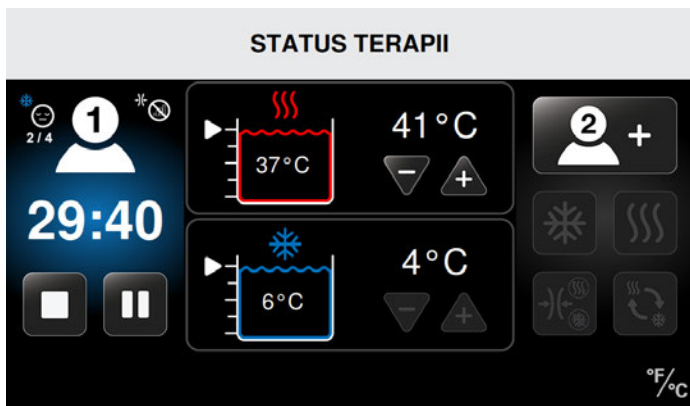 STATUS TERAPII
2/4
1
29:40
41°C
37°C
− +
4°C
6°C
− +
2 +
°F/°C